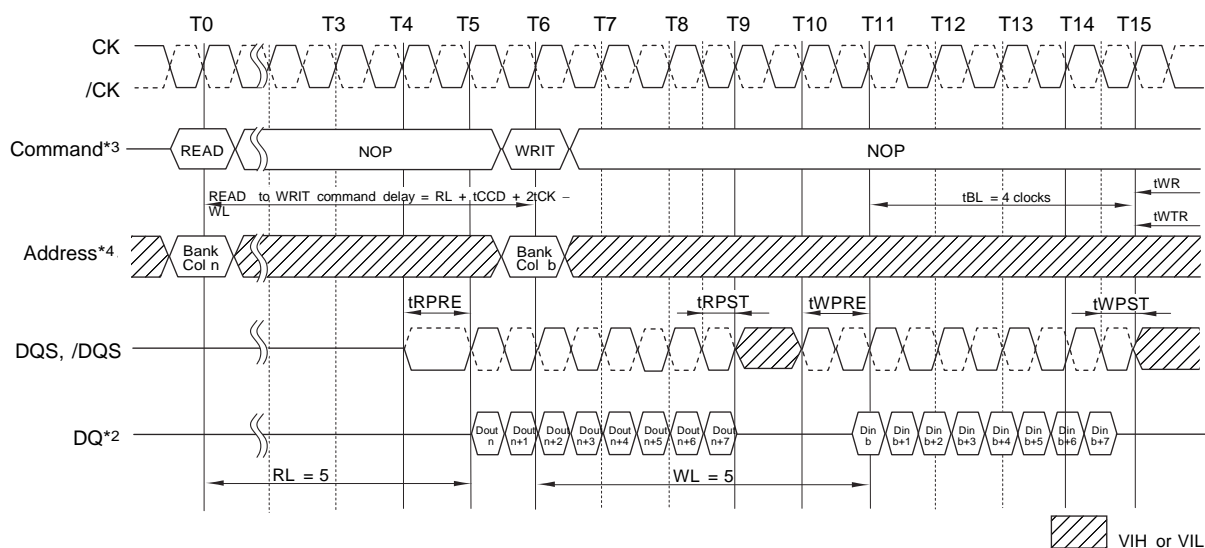 T0 T3 T4 T5 T6 T7 T8 T9 T10 T11 T12 T13 T14 T15
CK
/CK
Command*3 READ NOP WRIT NOP
READ to WRIT command delay = RL + tCCD + 2tCK –
WL
tBL = 4 clocks
tWR
tWTR
Address*4
Bank
Col n
Bank
Col b
tRPRE tRPST tWPRE tWPST
DQS, /DQS
DQ*2
Dout
n
Dout
n+1
Dout
n+2
Dout
n+3
Dout
n+4
Dout
n+5
Dout
n+6
Dout
n+7
Din
b
Din
b+1
Din
b+2
Din
b+3
Din
b+4
Din
b+5
Din
b+6
Din
b+7
RL = 5
WL = 5
VIH or VIL